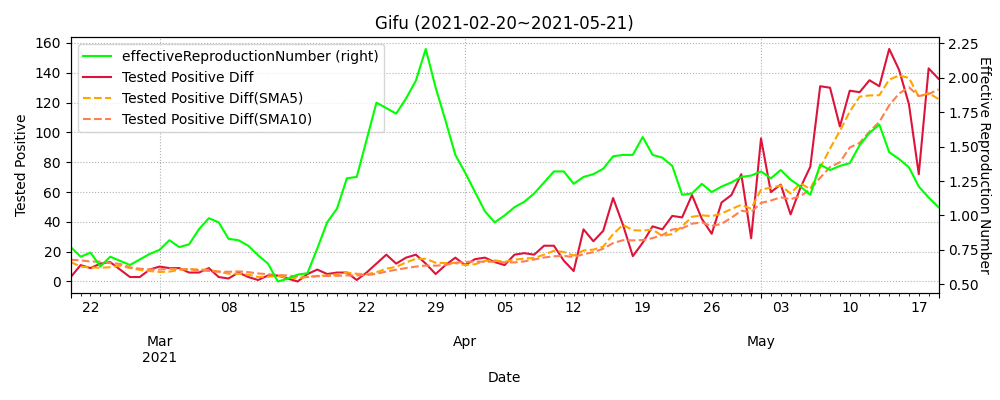 Gifu (2021-02-20~2021-05-21)
effectiveReproductionNumber (right)
Tested Positive Diff
Tested Positive Diff(SMA5)
Tested Positive Diff(SMA10)
Tested Positive
160
140
120
100
80
60
40
20
0
2.25
2.00
1.75
1.50
1.25
1.00
0.75
0.50
Effective Reproduction Number
22 08 15 22 29 05 12 19 26 03 10 17
Mar Apr May
2021
Date